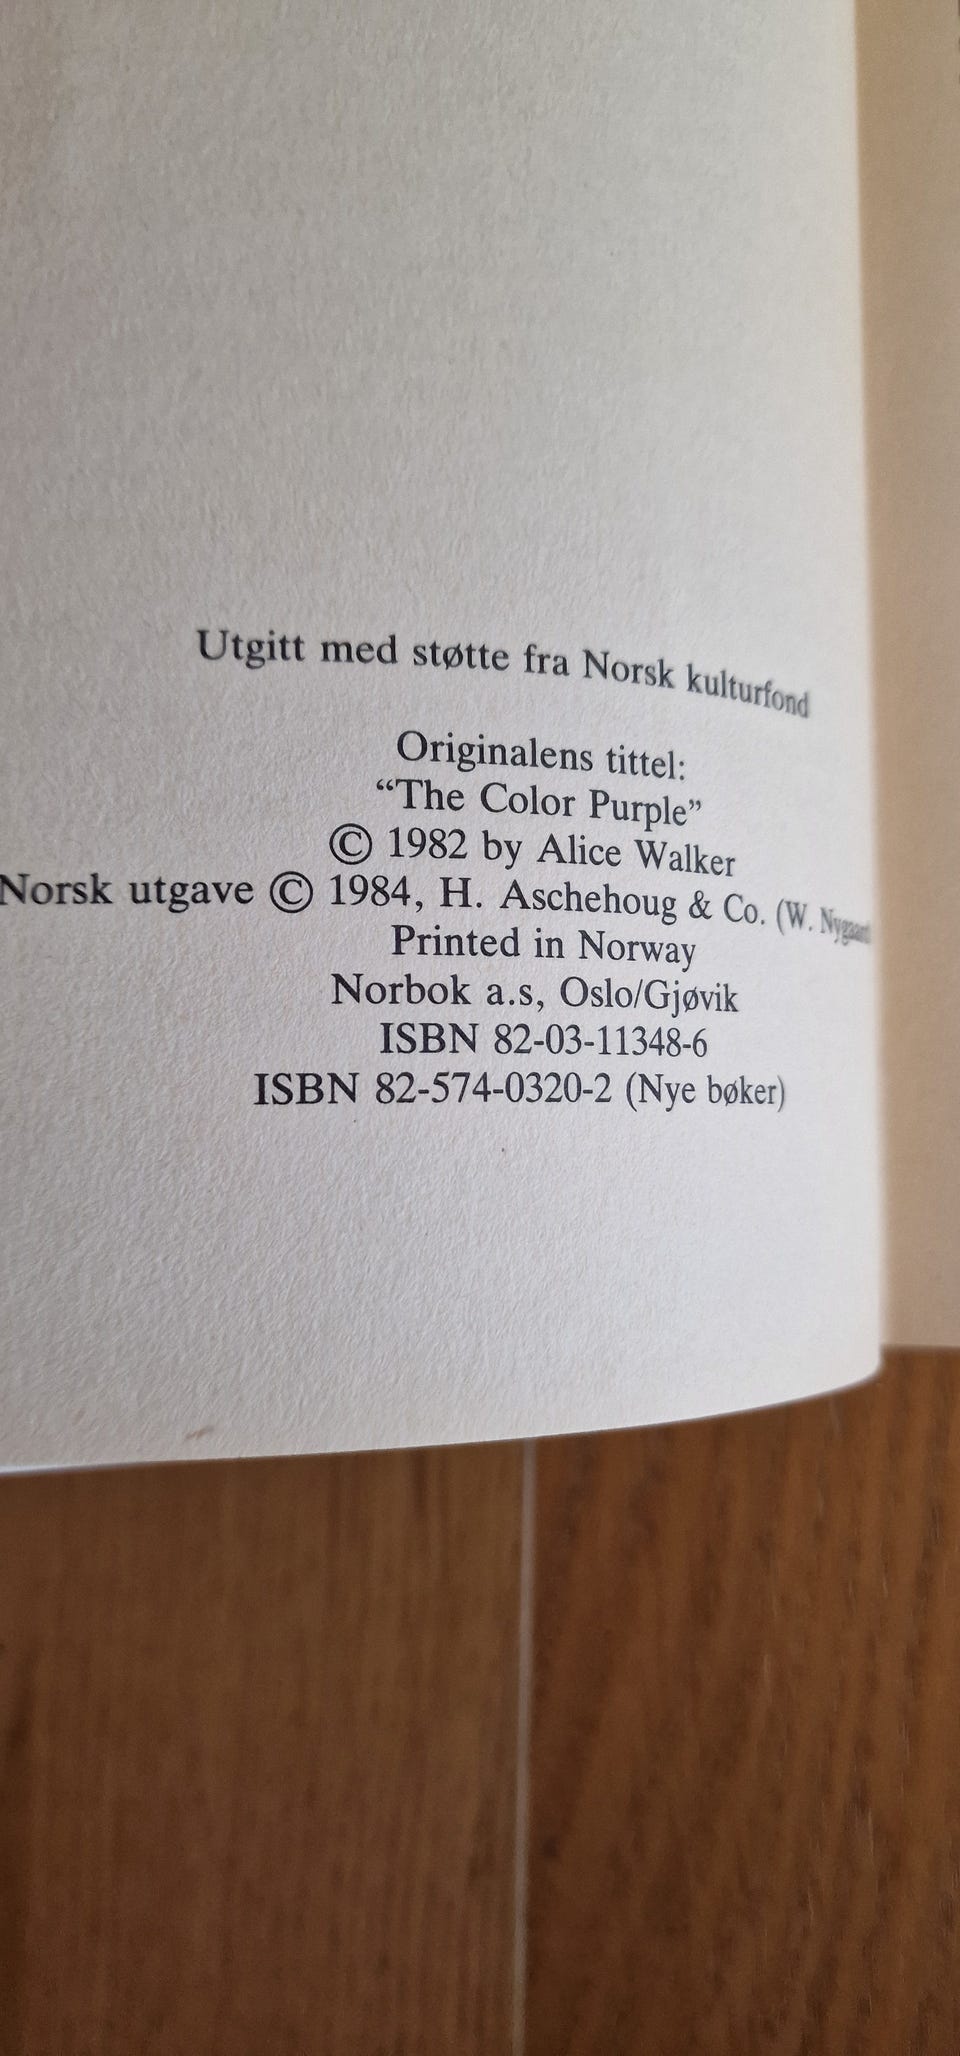 Utgitt med støtte fra Norsk kulturfond
Originalens tittel:
“The Color Purple”
© 1982 by Alice Walker
Norsk utgave © 1984, H. Aschehoug & Co. (W.
Printed in Norway
Norbok a.s, Oslo/Gjøvik
ISBN 82-03-11348-6
ISBN 82-574-0320-2 (Nye bøker)